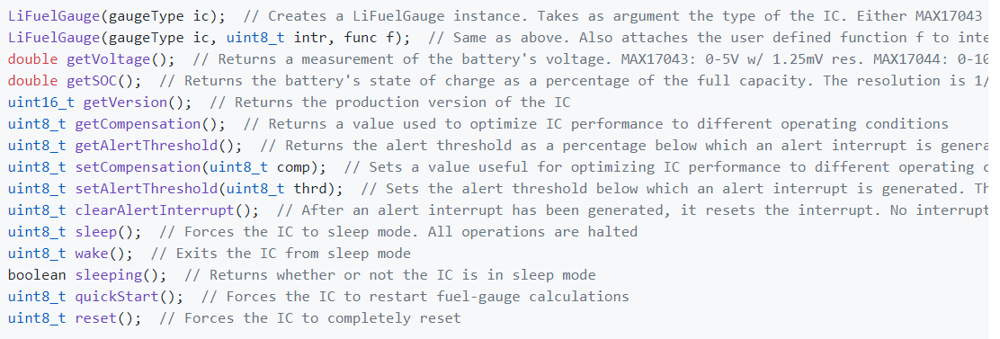 LiFuelGauge(gaugeType ic);  // Creates a LiFuelGauge instance. Takes as argument the type of the IC. Either MAX17043
LiFuelGauge(gaugeType ic, uint8_t intr, func f);  // Same as above. Also attaches the user defined function f to inte
double getVoltage();  // Returns a measurement of the battery's voltage. MAX17043: 0-5V w/ 1.25mV res. MAX17044: 0-10
double getSOC();  // Returns the battery's state of charge as a percentage of the full capacity. The resolution is 1/
uint16_t getVersion();  // Returns the production version of the IC
uint8_t getCompensation();  // Returns a value used to optimize IC performance to different operating conditions
uint8_t getAlertThreshold();  // Returns the alert threshold as a percentage below which an alert interrupt is genera
uint8_t setCompensation(uint8_t comp);  // Sets a value useful for optimizing IC performance to different operating c
uint8_t setAlertThreshold(uint8_t thrd);  // Sets the alert threshold below which an alert interrupt is generated. Th
uint8_t clearAlertInterrupt();  // After an alert interrupt has been generated, it resets the interrupt. No interrupt
uint8_t sleep();  // Forces the IC to sleep mode. All operations are halted
uint8_t wake();  // Exits the IC from sleep mode
boolean sleeping();  // Returns whether or not the IC is in sleep mode
uint8_t quickStart();  // Forces the IC to restart fuel-gauge calculations
uint8_t reset();  // Forces the IC to completely reset